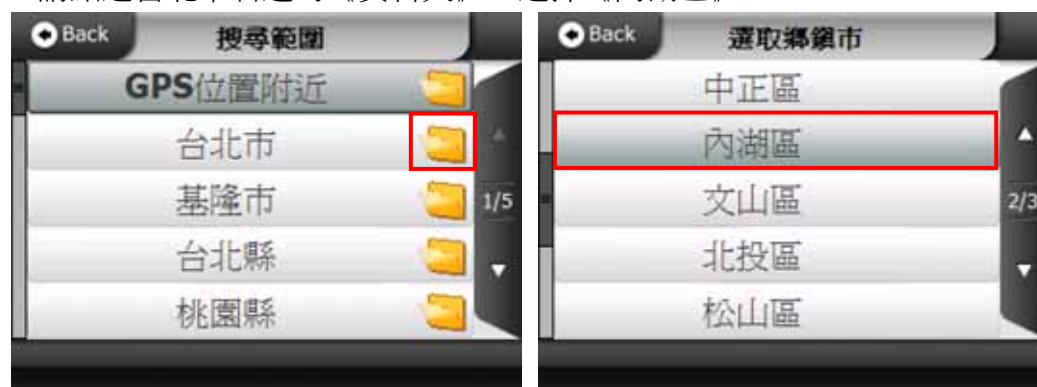 Back 搜尋範圍
GPS位置附近
台北市
基隆市
1/5
台北縣
桃園縣
Back 選取鄉鎮市
中正區
內湖區
文山區
2/3
北投區
松山區